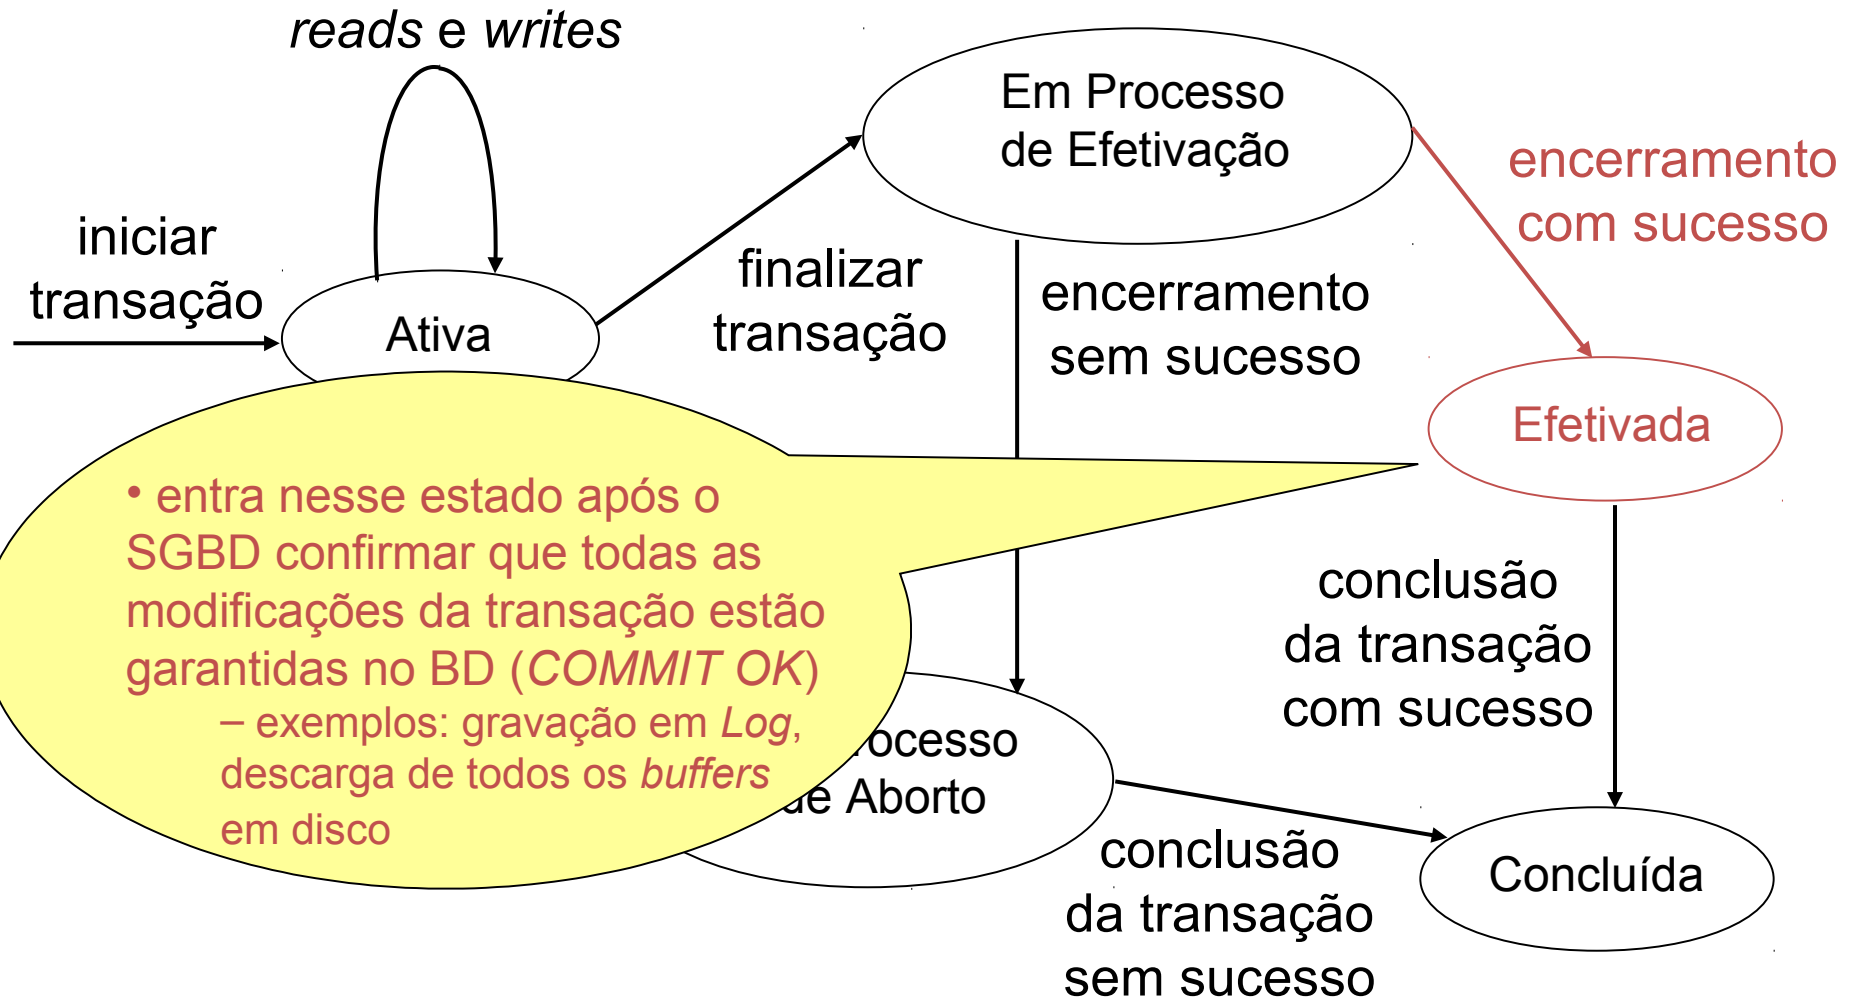 reads e writes
Em Processo
de Efetivação
encerramento
com sucesso
iniciar
transação
Ativa
finalizar
transação
encerramento
sem sucesso
Efetivada
• entra nesse estado após o
SGBD confirmar que todas as
modificações da transação estão
garantidas no BD (COMMIT OK)
– exemplos: gravação em Log,
descarga de todos os buffers
em disco
conclusão
da transação
com sucesso
Aborto
conclusão
da transação
sem sucesso
Concluída